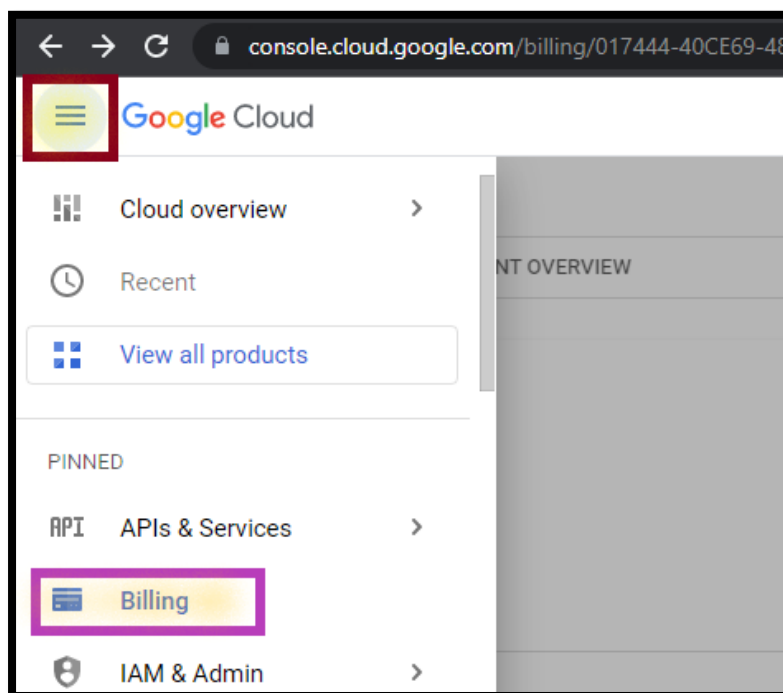 console.cloud.google.com/billing/017444-40CE69-48
Google Cloud
Cloud overview
Recent
NT OVERVIEW
View all products
PINNED
API APIs & Services
Billing
IAM & Admin